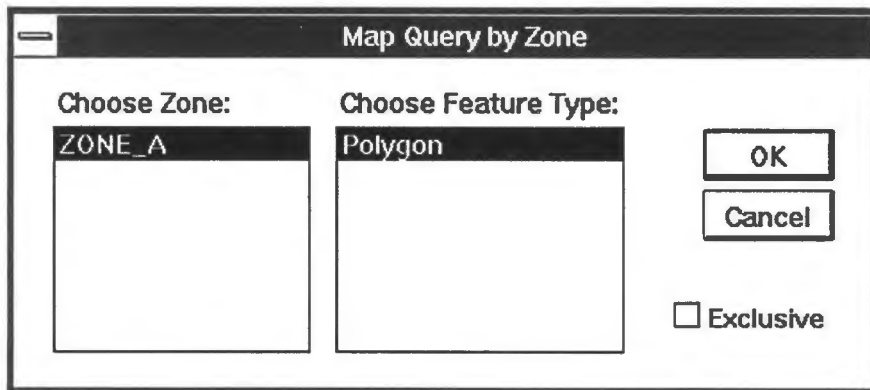 Map Query by Zone
Choose Zone:
Choose Feature Type:
ZONE_A
Polygon
OK
Cancel
Exclusive